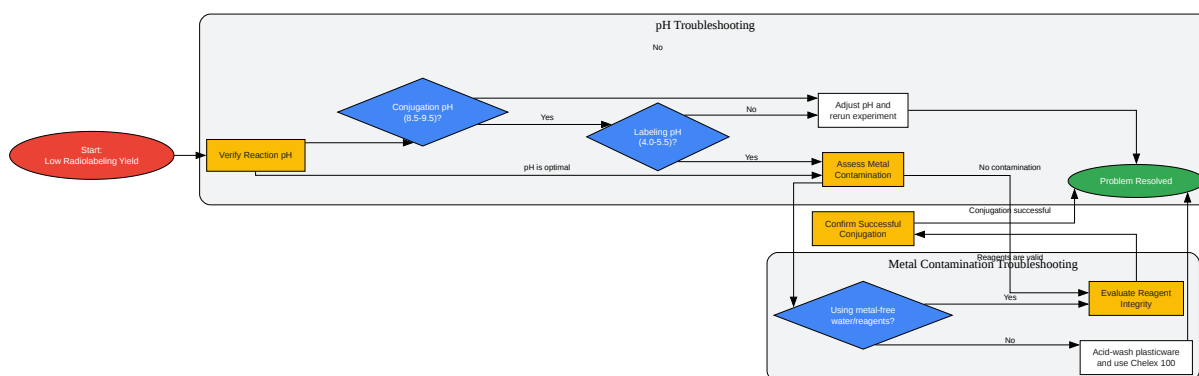 pH Troubleshooting
No
Conjugation pH
(8.5-9.5)?
Adjust pH and
rerun experiment
No
Yes
Labeling pH
(4.0-5.5)?
Start:
Low Radiolabeling Yield
Verify Reaction pH
Yes
pH is optimal
Assess Metal
Contamination
No contamination
Problem Resolved
Conjugation successful
Confirm Successful
Conjugation
Reagents are valid
Metal Contamination Troubleshooting
Using metal-free
water/reagents?
Yes
Evaluate Reagent
Integrity
No
Acid-wash plasticware
and use Chelex 100